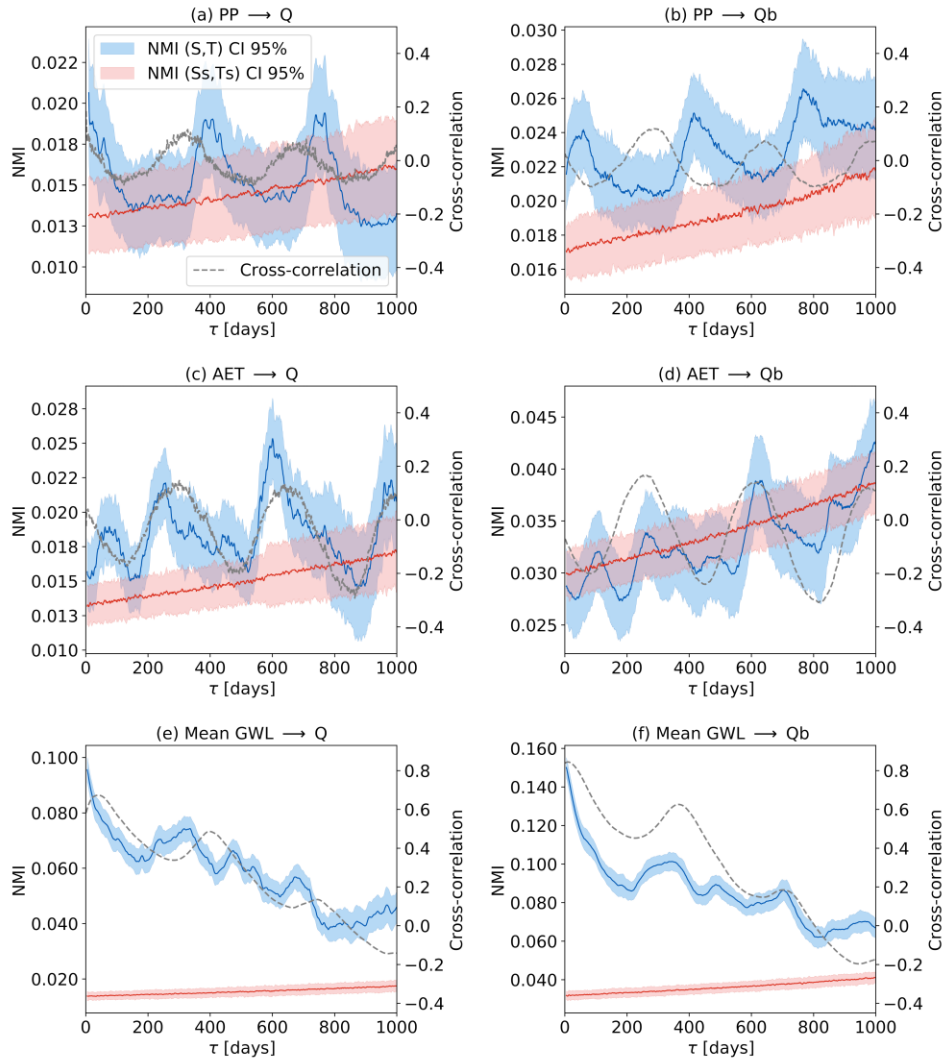 (a) PP → Q
NMI
0.022
0.020
0.018
0.015
0.013
0.010
NMI (S,T) CI 95%
NMI (Ss,Ts) CI 95%
Cross-correlation
0.4
0.2
0.0
−0.2
−0.4
Cross-correlation
0 200 400 600 800 1000
τ [days]
(b) PP → Qb
NMI
0.030
0.028
0.026
0.024
0.022
0.020
0.018
0.016
0.4
0.2
0.0
−0.2
−0.4
Cross-correlation
0 200 400 600 800 1000
τ [days]
(c) AET → Q
NMI
0.028
0.025
0.022
0.020
0.018
0.015
0.013
0.010
0.4
0.2
0.0
−0.2
−0.4
Cross-correlation
0 200 400 600 800 1000
τ [days]
(d) AET → Qb
NMI
0.045
0.040
0.035
0.030
0.025
0.4
0.2
0.0
−0.2
−0.4
Cross-correlation
0 200 400 600 800 1000
τ [days]
(e) Mean GWL → Q
NMI
0.100
0.080
0.060
0.040
0.020
0.8
0.6
0.4
0.2
0.0
−0.2
−0.4
Cross-correlation
0 200 400 600 800 1000
τ [days]
(f) Mean GWL → Qb
NMI
0.160
0.140
0.120
0.100
0.080
0.060
0.040
0.8
0.6
0.4
0.2
0.0
−0.2
−0.4
Cross-correlation
0 200 400 600 800 1000
τ [days]